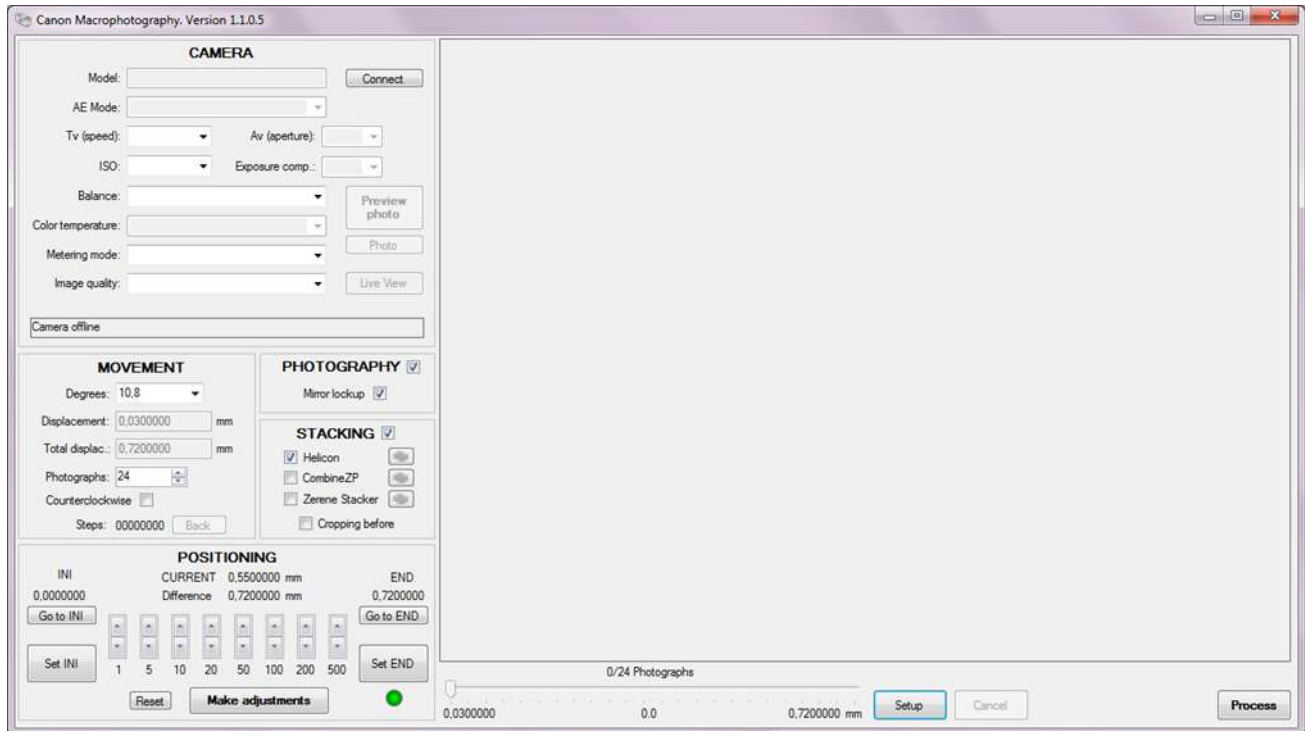 Canon Macrophotography. Version 1.1.0.5
CAMERA
Model: Connect
AE Mode:
Tv (speed): Av (aperture):
ISO: Exposure comp.:
Balance: Preview photo
Color temperature:
Metering mode: Photo
Image quality: Live View
Camera offline
MOVEMENT
Degrees: 10,8
Displacement: 0,0300000 mm
Total displac.: 0,7200000 mm
Photographs: 24
Counterclockwise
Steps: 00000000 Back
PHOTOGRAPHY
Mirror lockup
STACKING
Helicon
CombineZP
Zerene Stacker
Cropping before
POSITIONING
INI CURRENT 0,5500000 mm END
0,0000000 Difference 0,7200000 mm 0,7200000
Go to INI Go to END
Set INI 1 5 10 20 50 100 200 500 Set END
Reset Make adjustments
0/24 Photographs
0,0300000 0.0 0,7200000 mm Setup Cancel Process